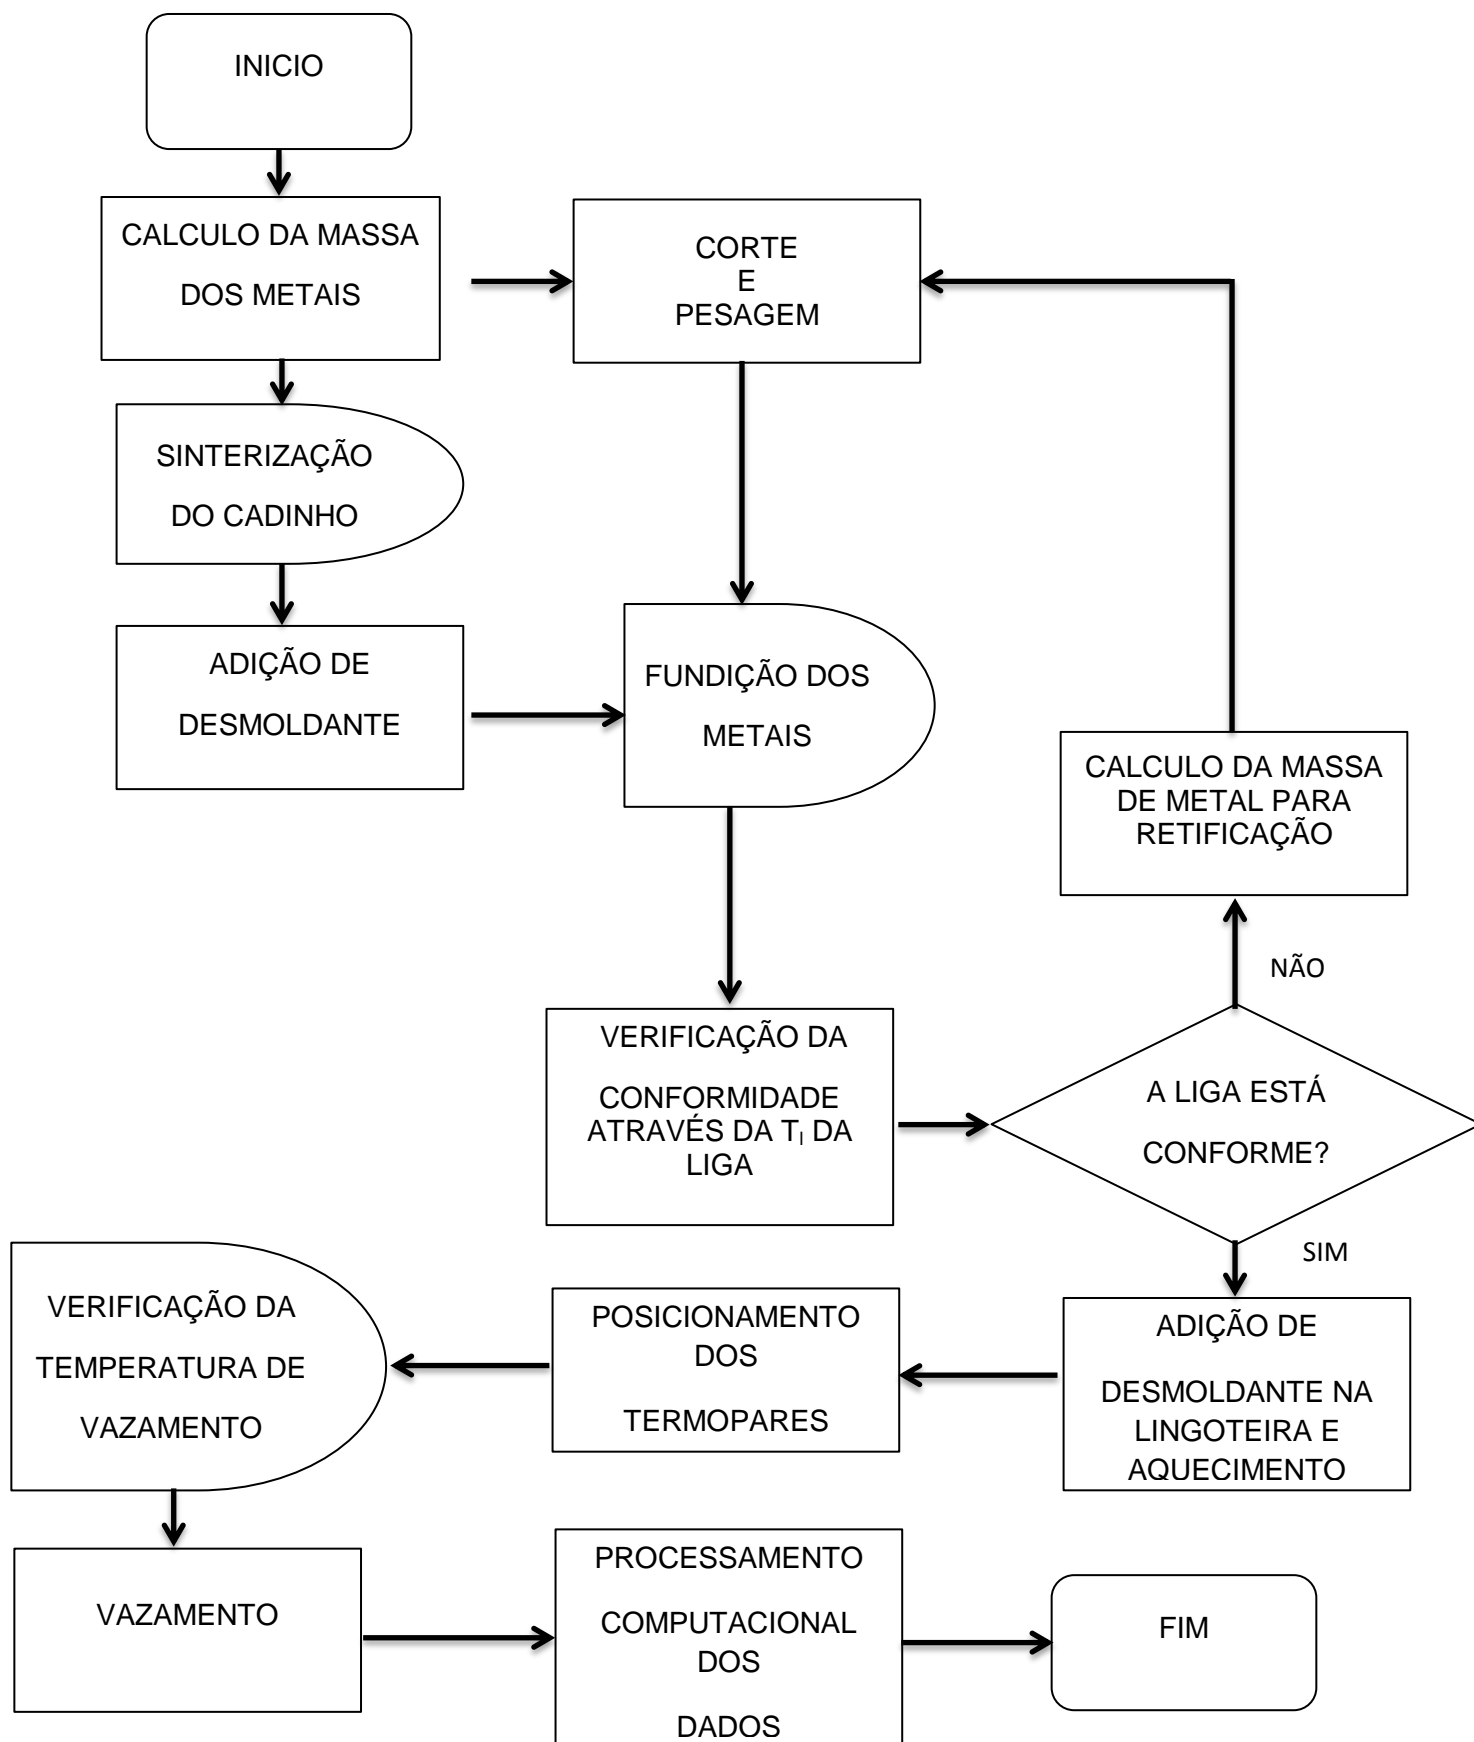 INICIO
CALCULO DA MASSA
DOS METAIS
CORTE
E
PESAGEM
SINTERIZAÇÃO
DO CADINHO
ADIÇÃO DE
DESMOLDANTE
FUNDIÇÃO DOS
METAIS
CALCULO DA MASSA
DE METAL PARA
RETIFICAÇÃO
NÃO
VERIFICAÇÃO DA
CONFORMIDADE
ATRAVÉS DA Tl DA
LIGA
A LIGA ESTÁ
CONFORME?
SIM
VERIFICAÇÃO DA
TEMPERATURA DE
VAZAMENTO
POSICIONAMENTO
DOS
TERMOPARES
ADIÇÃO DE
DESMOLDANTE NA
LINGOTEIRA E
AQUECIMENTO
VAZAMENTO
PROCESSAMENTO
COMPUTACIONAL
DOS
DADOS
FIM